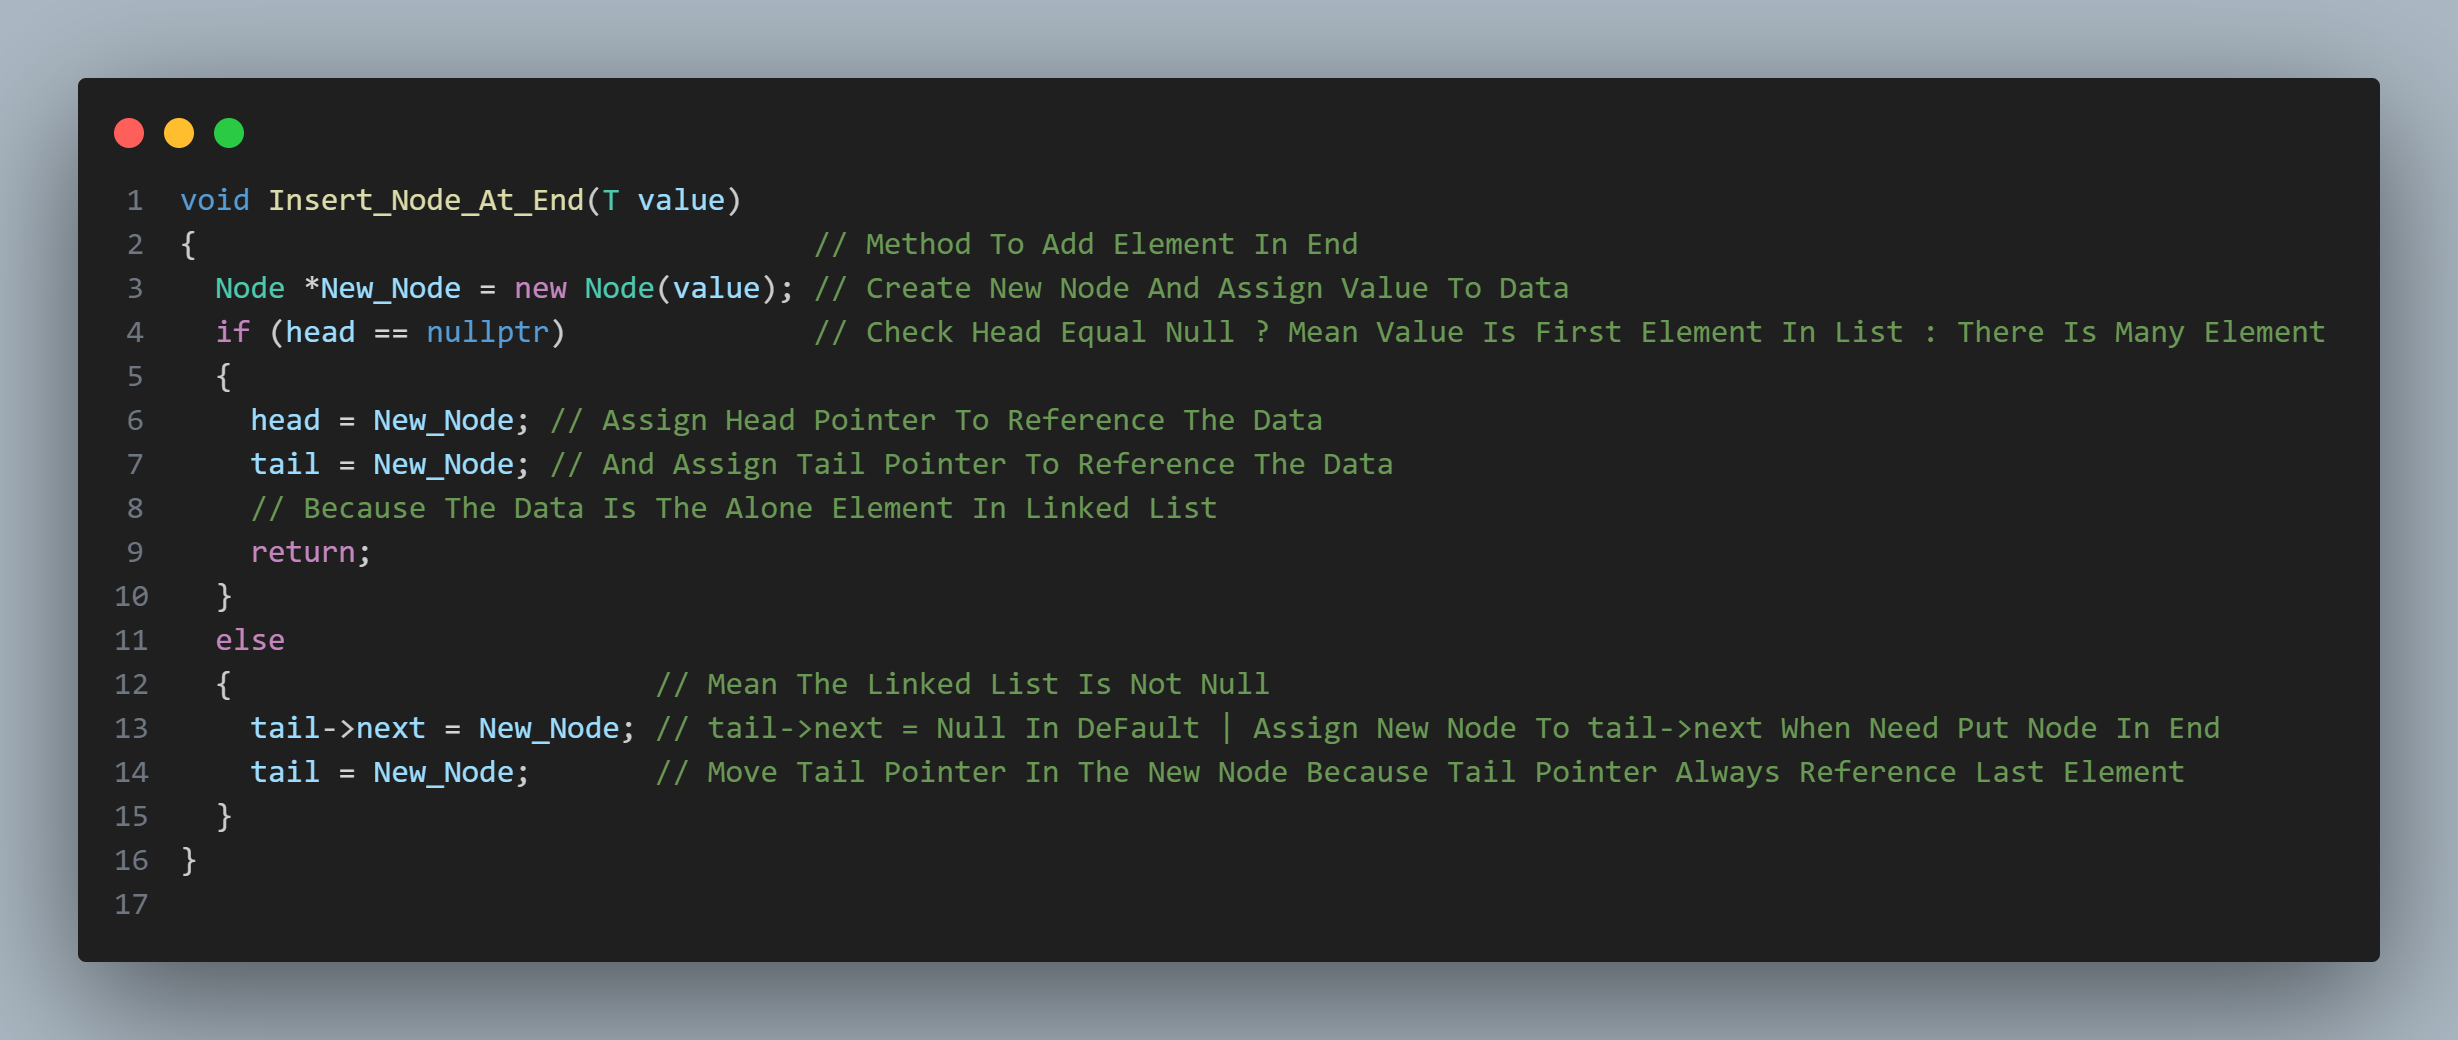 1 void Insert_Node_At_End(T value)
2 { // Method To Add Element In End
3 Node *New_Node = new Node(value); // Create New Node And Assign Value To Data
4 if (head == nullptr) // Check Head Equal Null ? Mean Value Is First Element In List : There Is Many Element
5 {
6 head = New_Node; // Assign Head Pointer To Reference The Data
7 tail = New_Node; // And Assign Tail Pointer To Reference The Data
8 // Because The Data Is The Alone Element In Linked List
9 return;
10 }
11 else
12 { // Mean The Linked List Is Not Null
13 tail->next = New_Node; // tail->next = Null In DeFault | Assign New Node To tail->next When Need Put Node In End
14 tail = New_Node; // Move Tail Pointer In The New Node Because Tail Pointer Always Reference Last Element
15 }
16 }
17